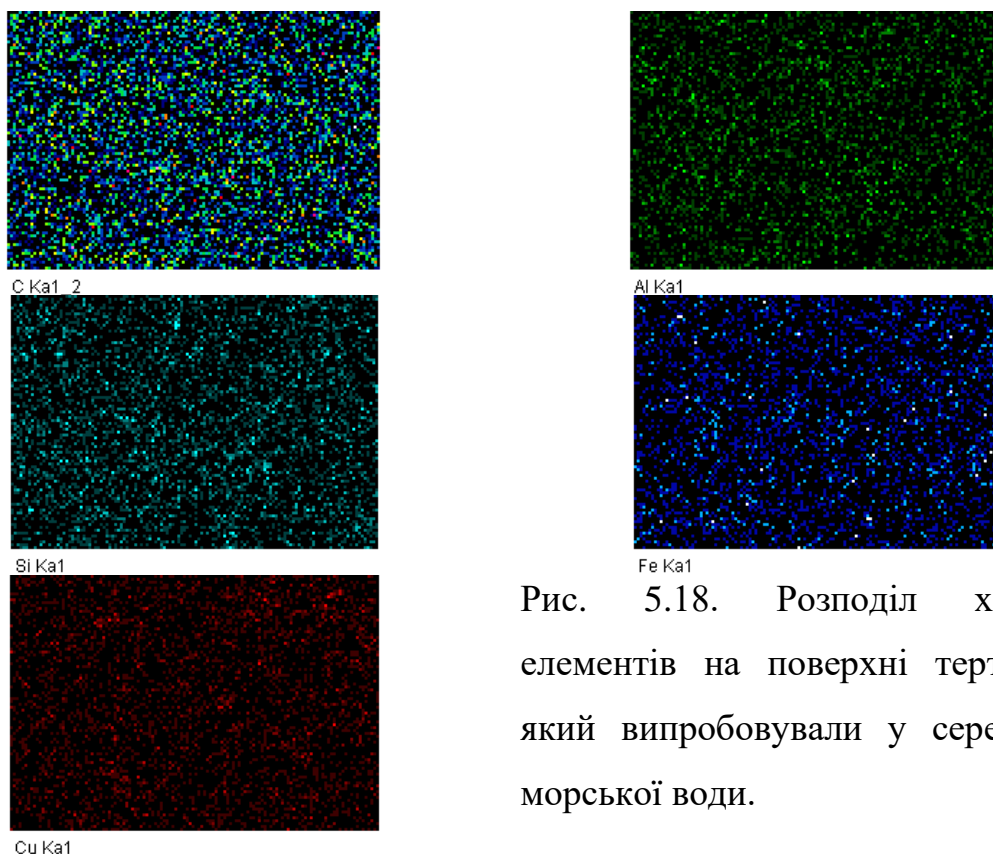 C Ka1_2
Al Ka1
Si Ka1
Fe Ka1
Cu Ka1
Рис. 5.18. Розподіл
елементів на поверхні
який випробовували у
морської води.